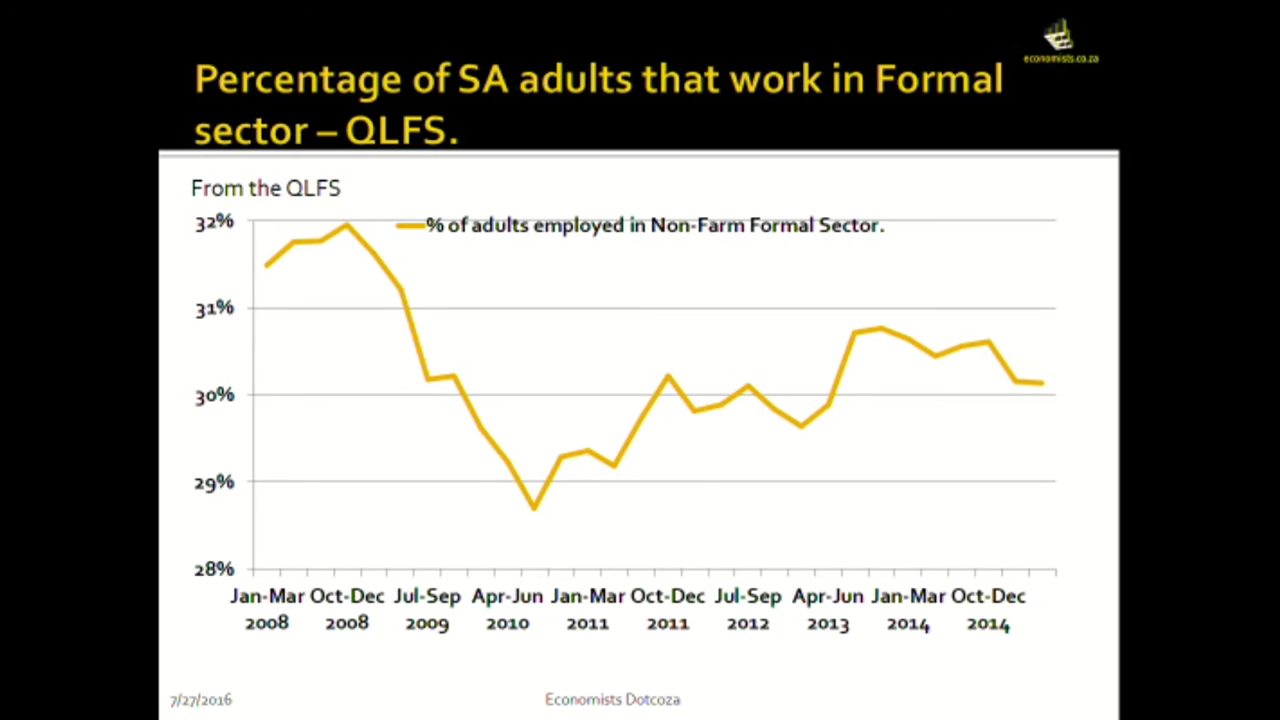 economists.co.za
Percentage of SA adults that work in Formal
sector – QLFS.
From the QLFS
% of adults employed in Non-Farm Formal Sector.
32%
31%
30%
29%
28%
Jan-Mar Oct-Dec Jul-Sep Apr-Jun Jan-Mar Oct-Dec Jul-Sep Apr-Jun Jan-Mar Oct-Dec
2008 2008 2009 2010 2011 2011 2012 2013 2014 2014
7/27/2016 Economists Dotcoza